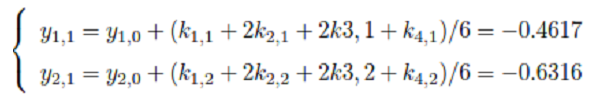 y₁,₁ = y₁,₀ + (k₁,₁ + 2k₂,₁ + 2k3, 1 + k₄,₁)/6 = −0.4617
y₂,₁ = y₂,₀ + (k₁,₂ + 2k₂,₂ + 2k3, 2 + k₄,₂)/6 = −0.6316